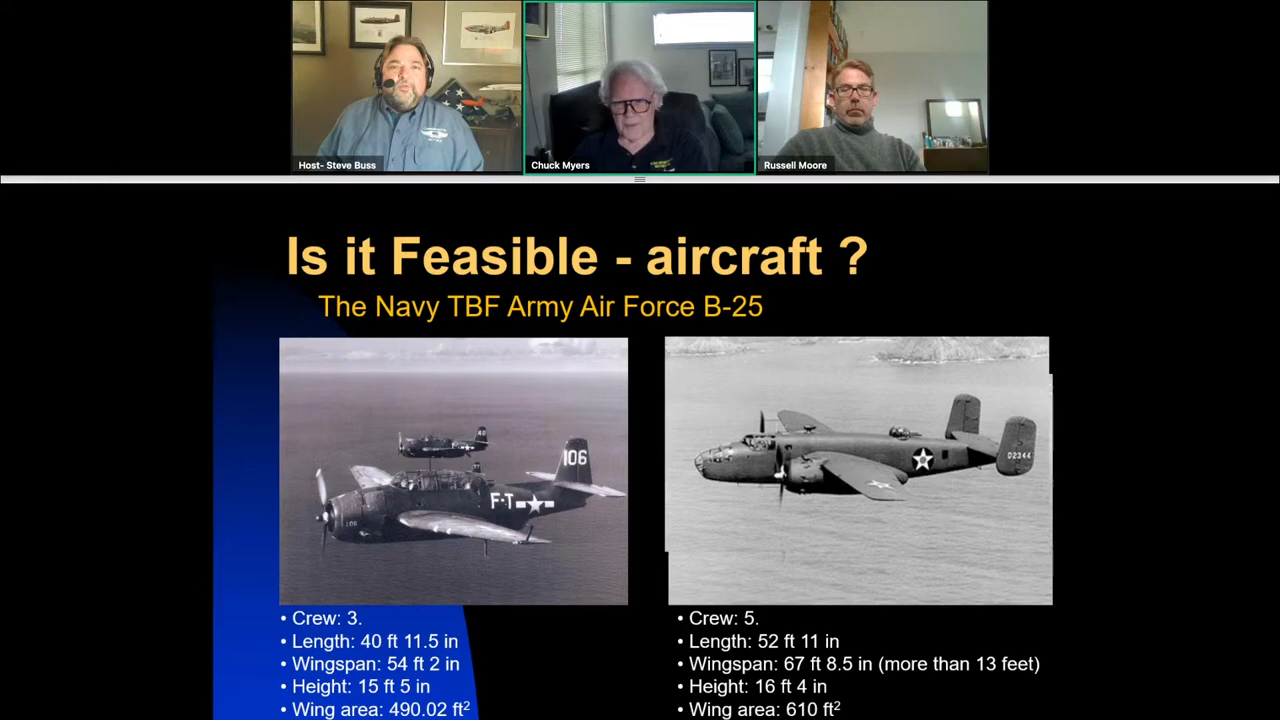 Host- Steve Buss
Chuck Myers
Russell Moore
Is it Feasible - aircraft ?
The Navy TBF Army Air Force B-25
40
106
F-T
106
D2344
• Crew: 3.
• Length: 40 ft 11.5 in
• Wingspan: 54 ft 2 in
• Height: 15 ft 5 in
• Wing area: 490.02 ft²
• Crew: 5.
• Length: 52 ft 11 in
• Wingspan: 67 ft 8.5 in (more than 13 feet)
• Height: 16 ft 4 in
• Wing area: 610 ft²